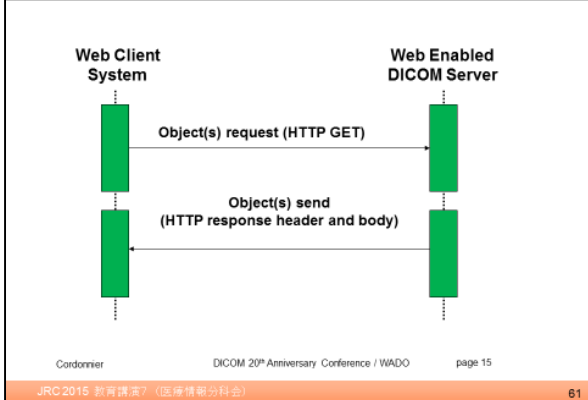 Web Client
System
Web Enabled
DICOM Server
Object(s) request (HTTP GET)
Object(s) send
(HTTP response header and body)
Cordonnier
DICOM 20th Anniversary Conference / WADO
page 15
JRC 2015 教育講演7 (医療情報分科会)
61